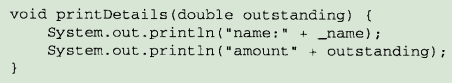 void printDetails(double outstanding) {
    System.out.println("name:" + _name);
    System.out.println("amount" + outstanding);
}